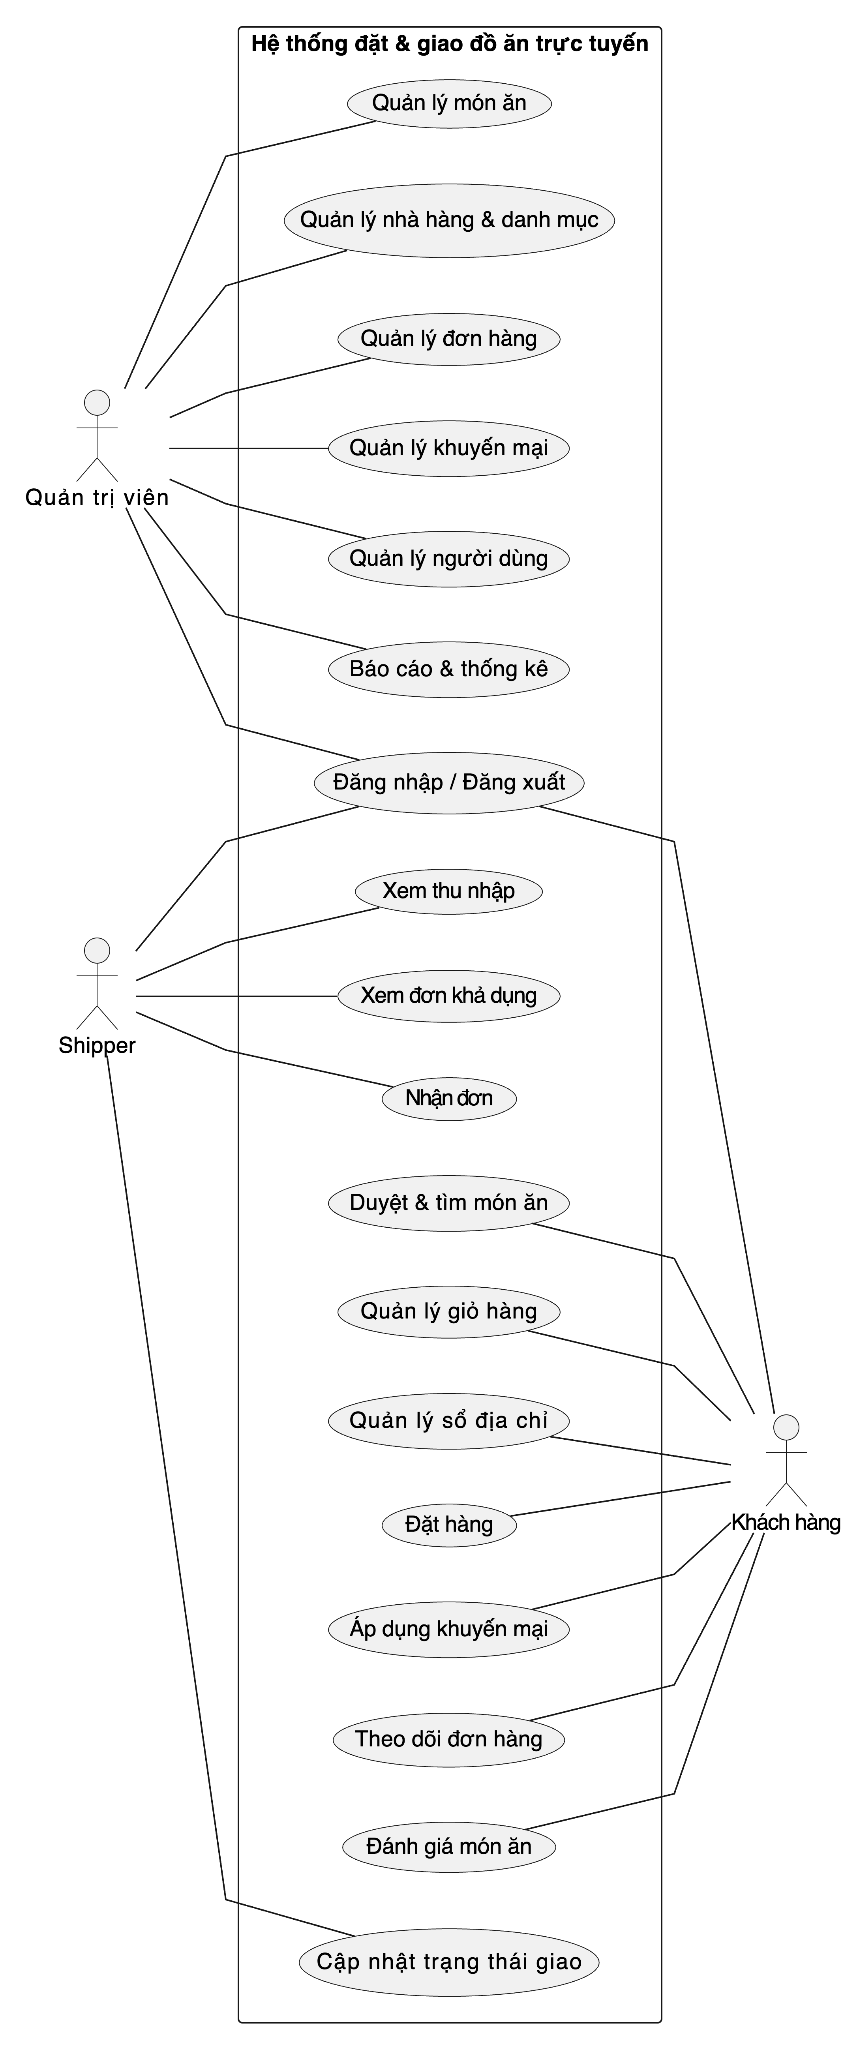 Hệ thống đặt & giao đồ ăn trực tuyến
Quản lý món ăn
Quản lý nhà hàng & danh mục
Quản lý đơn hàng
Quản lý khuyến mại
Quản trị viên
Quản lý người dùng
Báo cáo & thống kê
Đăng nhập / Đăng xuất
Xem thu nhập
Xem đơn khả dụng
Shipper
Nhận đơn
Duyệt & tìm món ăn
Quản lý giỏ hàng
Quản lý sổ địa chỉ
Đặt hàng
Khách hàng
Áp dụng khuyến mại
Theo dõi đơn hàng
Đánh giá món ăn
Cập nhật trạng thái giao